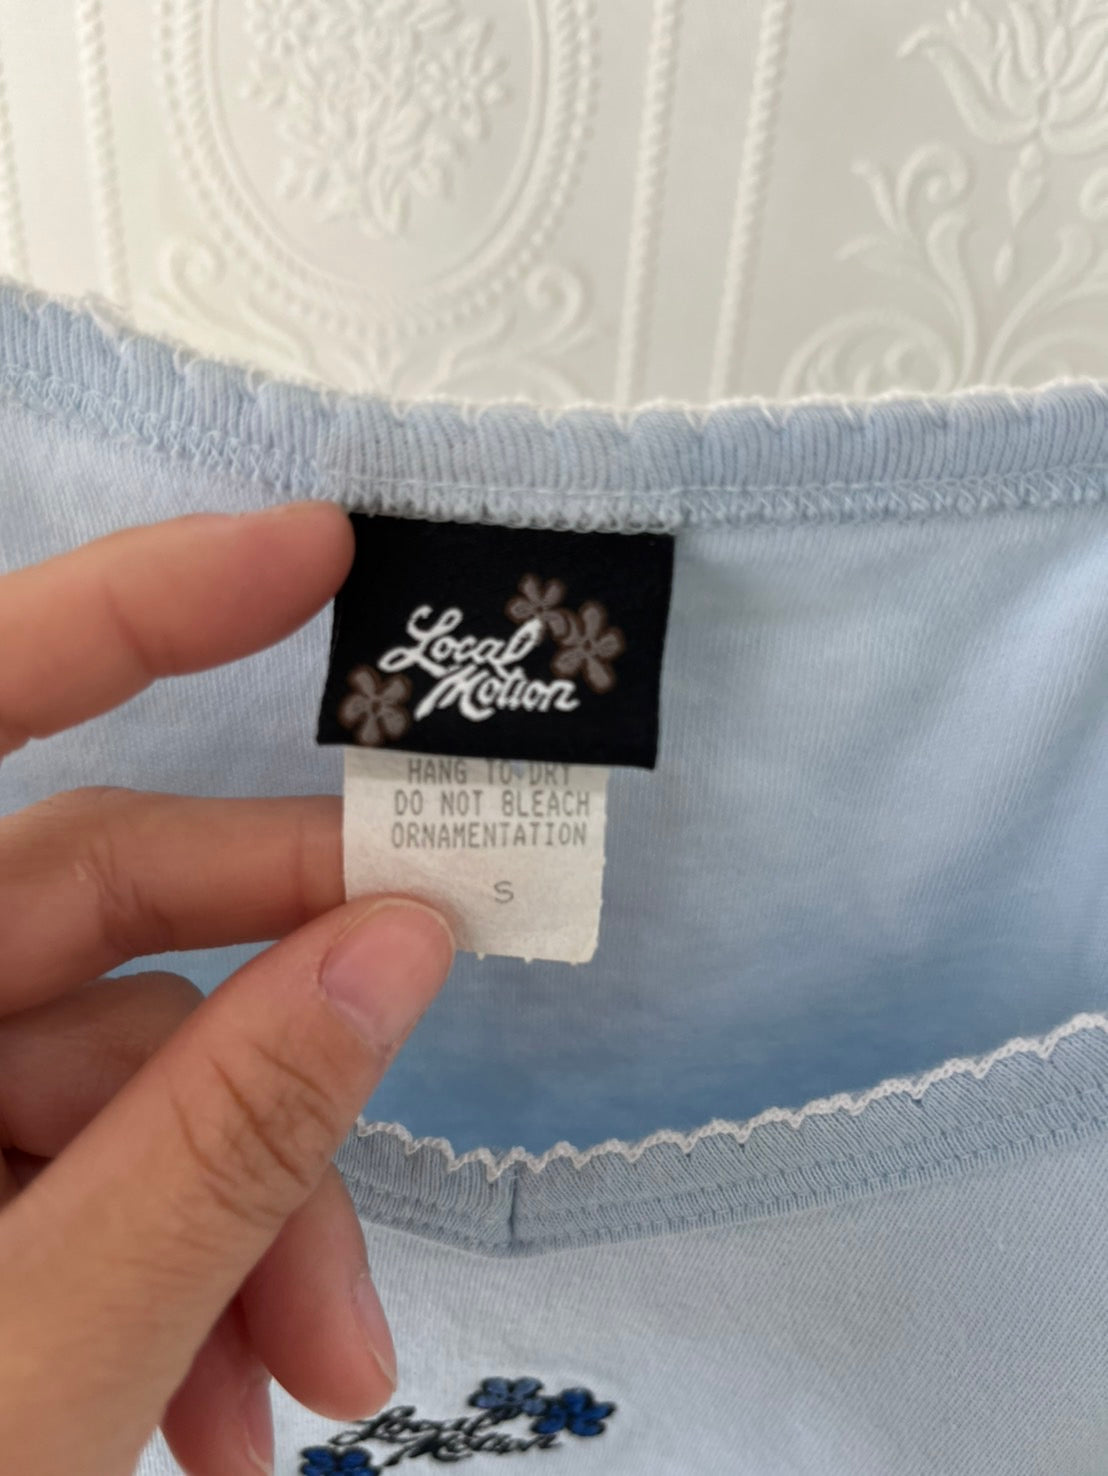 Local
Motion
HANG TO DRY
DO NOT BLEACH
ORNAMENTATION
S
Local
Motion